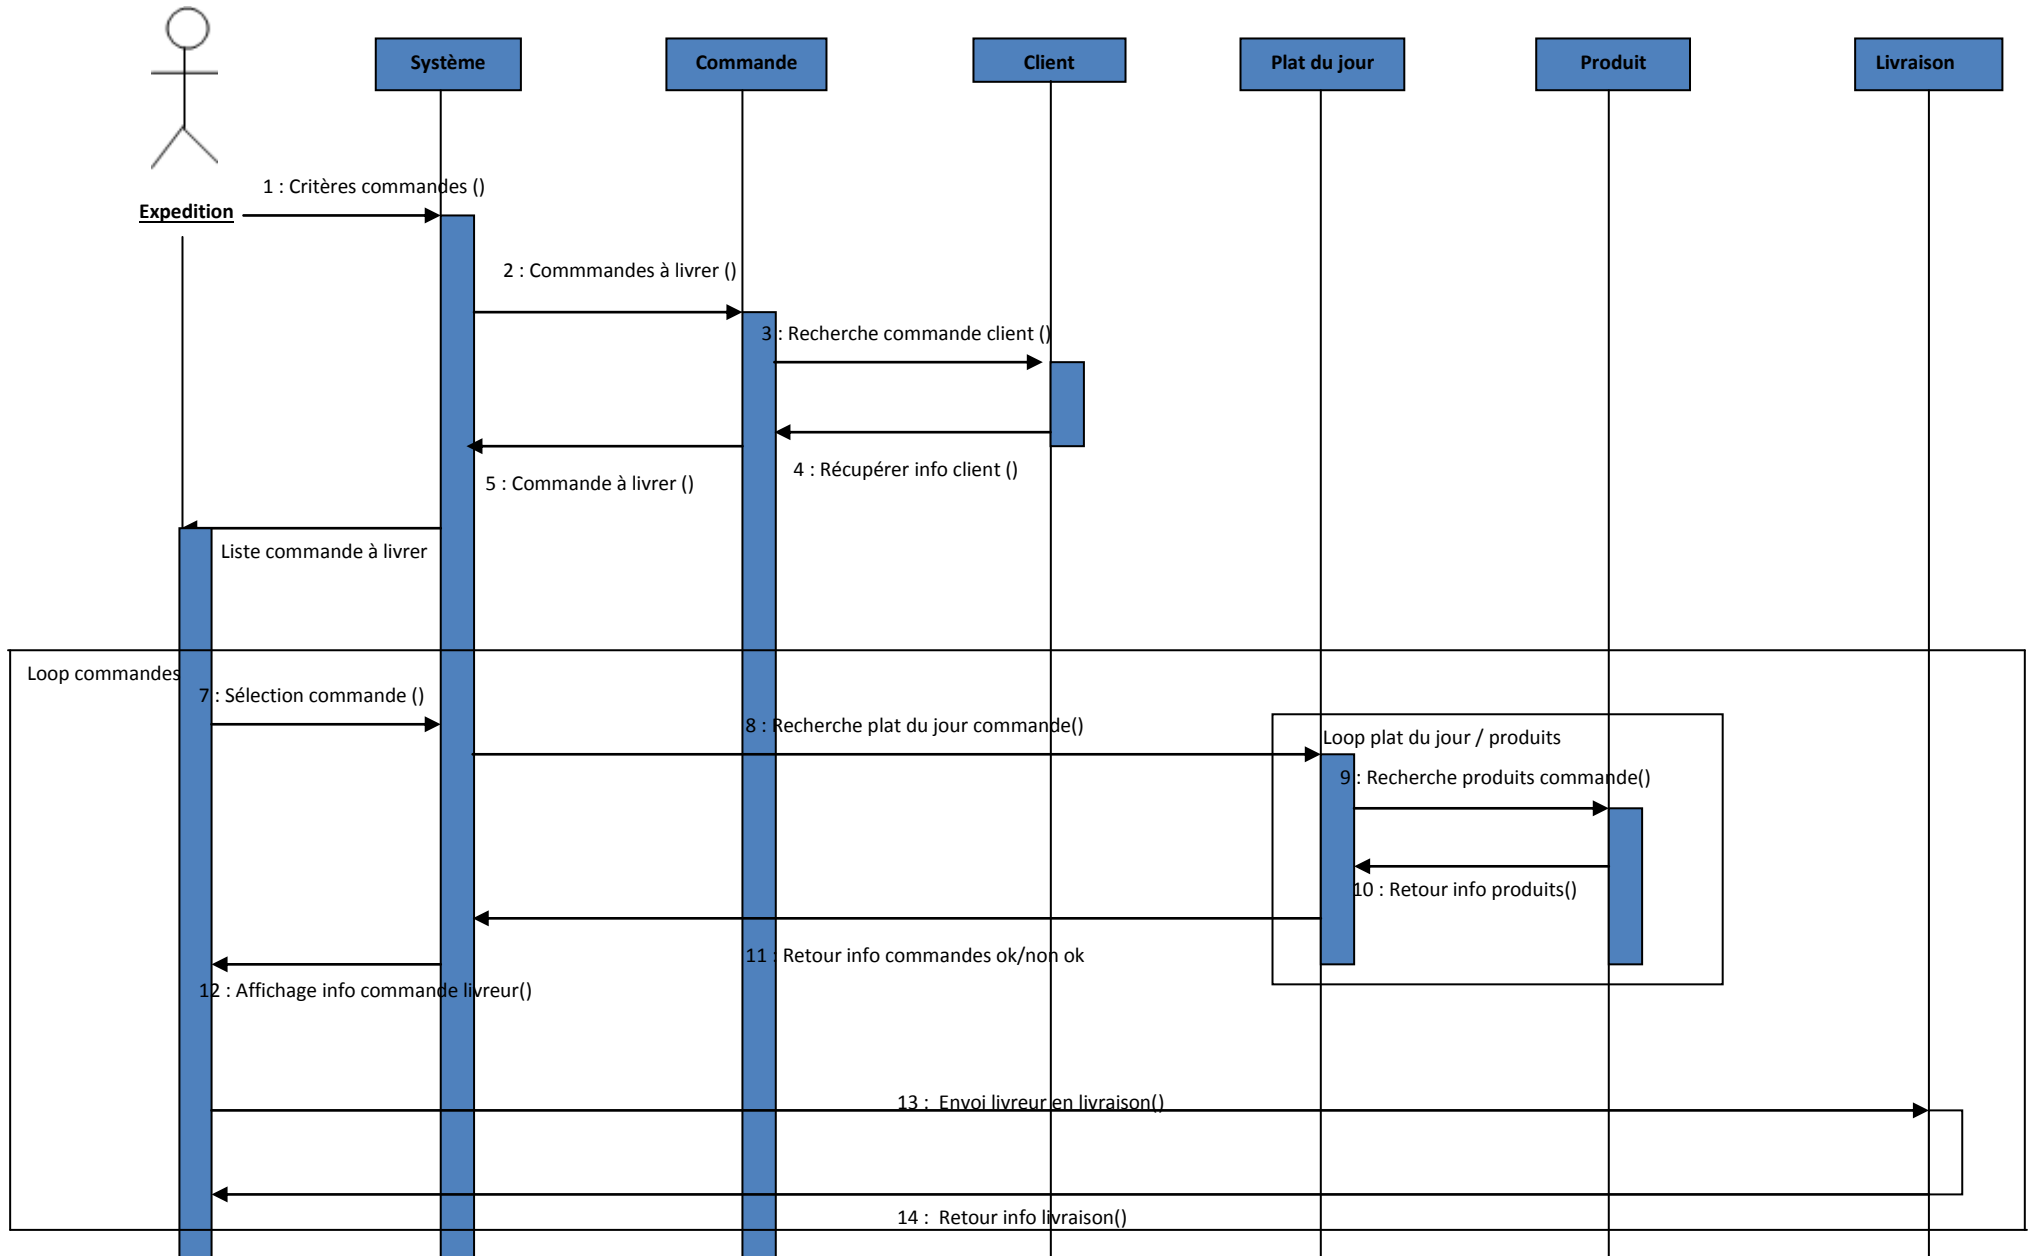 Système
Commande
Client
Plat du jour
Produit
Livraison
1 : Critères commandes ()
Expedition
2 : Commmandes à livrer ()
3 : Recherche commande client ()
4 : Récupérer info client ()
5 : Commande à livrer ()
Liste commande à livrer
Loop commandes
7 : Sélection commande ()
8 : Recherche plat du jour commande()
Loop plat du jour / produits
9 : Recherche produits commande()
10 : Retour info produits()
11 : Retour info commandes ok/non ok
12 : Affichage info commande livreur()
13 : Envoi livreur en livraison()
14 : Retour info livraison()